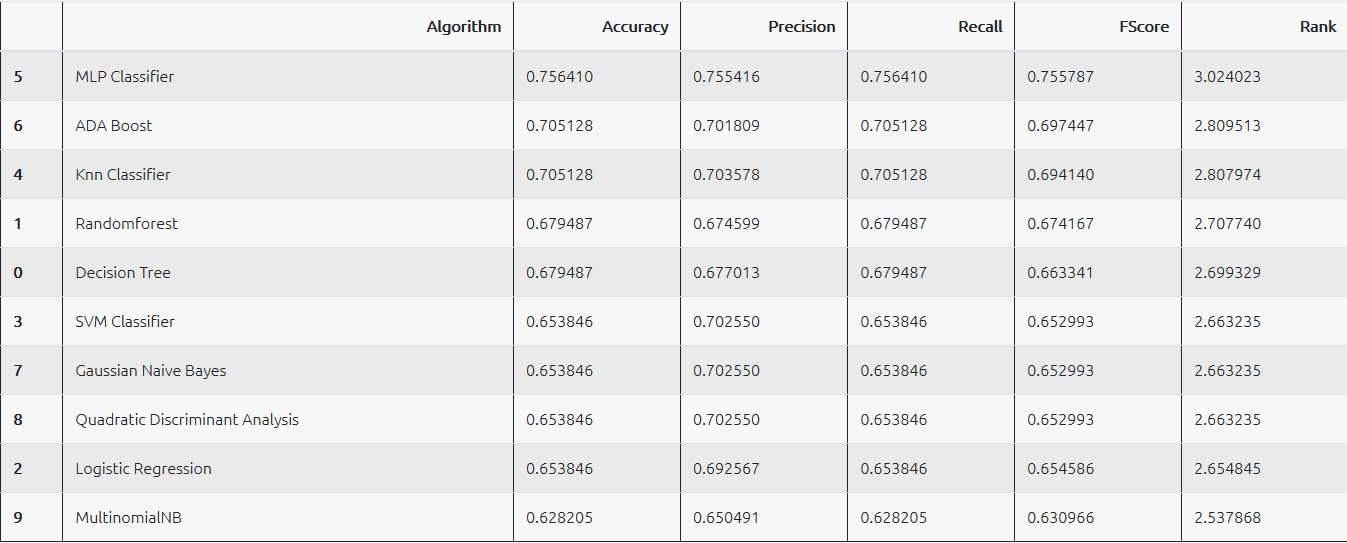 Algorithm Accuracy Precision Recall FScore Rank
5 MLP Classifier 0.756410 0.755416 0.756410 0.755787 3.024023
6 ADA Boost 0.705128 0.701809 0.705128 0.697447 2.809513
4 Knn Classifier 0.705128 0.703578 0.705128 0.694140 2.807974
1 Randomforest 0.679487 0.674599 0.679487 0.674167 2.707740
0 Decision Tree 0.679487 0.677013 0.679487 0.663341 2.699329
3 SVM Classifier 0.653846 0.702550 0.653846 0.652993 2.663235
7 Gaussian Naive Bayes 0.653846 0.702550 0.653846 0.652993 2.663235
8 Quadratic Discriminant Analysis 0.653846 0.702550 0.653846 0.652993 2.663235
2 Logistic Regression 0.653846 0.692567 0.653846 0.654586 2.654845
9 MultinomialNB 0.628205 0.650491 0.628205 0.630966 2.537868